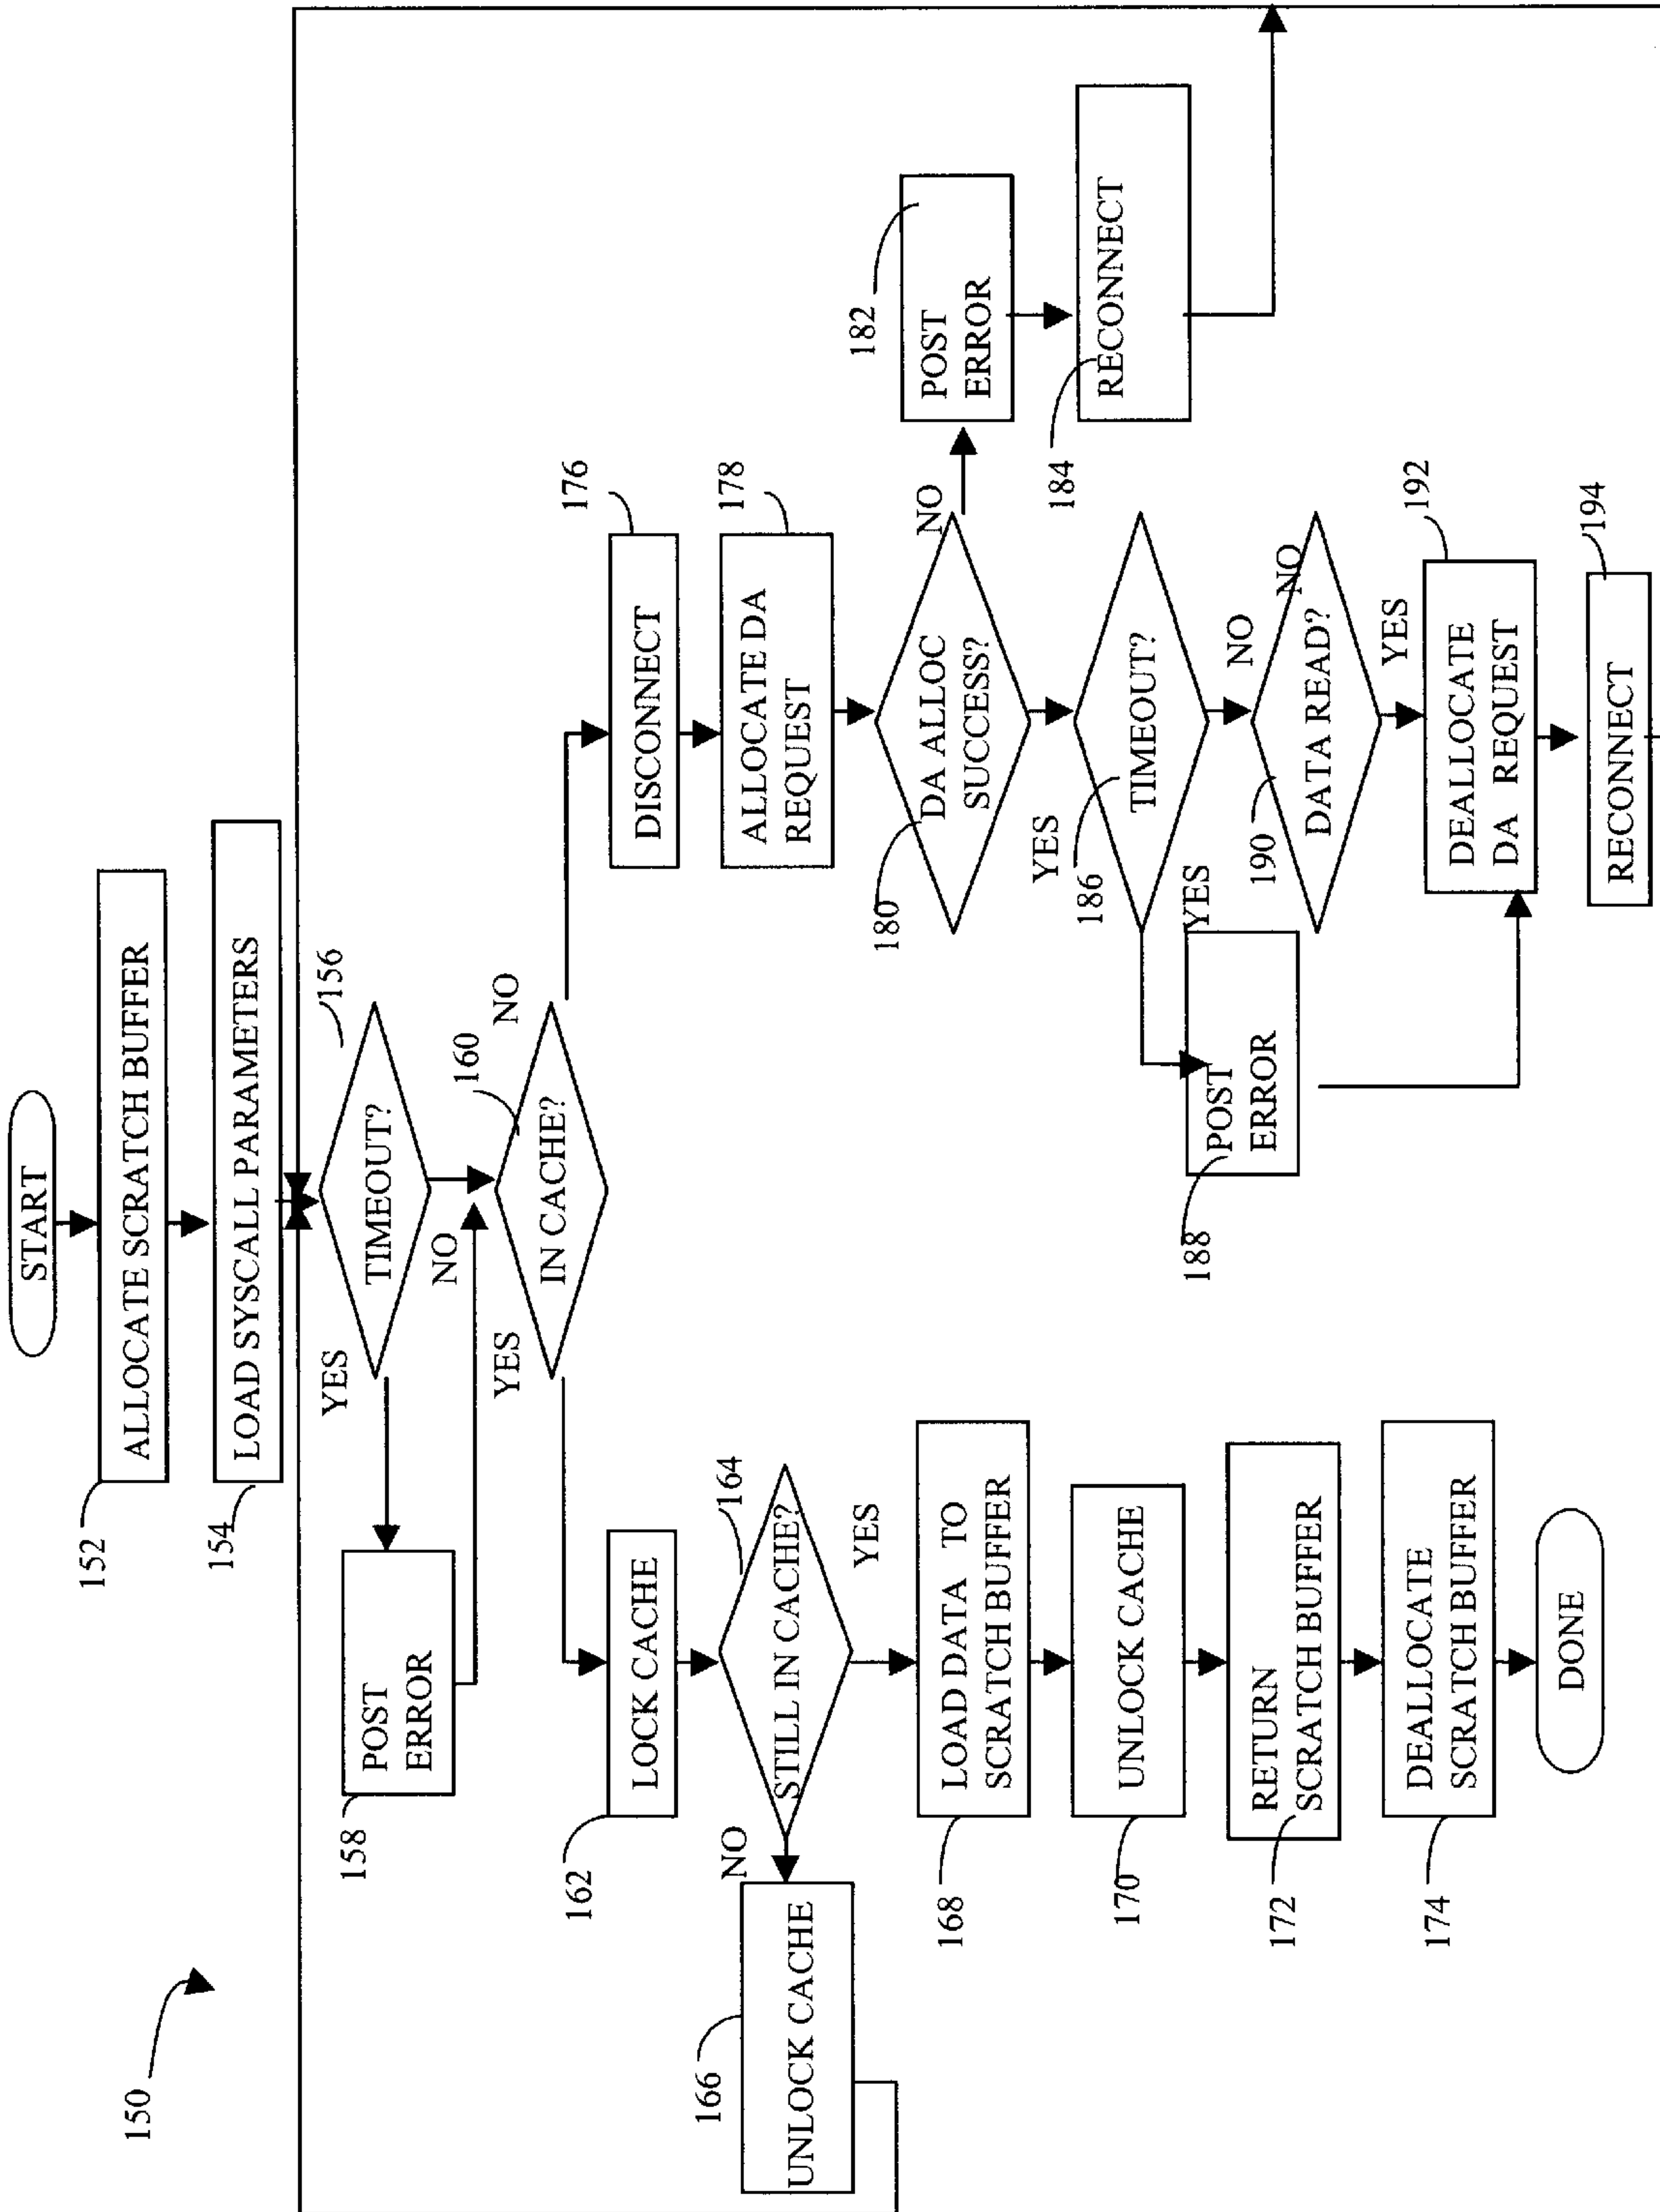 150
START
152
ALLOCATE SCRATCH BUFFER
154
LOAD SYSCALL PARAMETERS
156
TIMEOUT?
YES
NO
158
POST
ERROR
160
IN CACHE?
YES
NO
162
LOCK CACHE
164
STILL IN CACHE?
NO
YES
166
UNLOCK CACHE
168
LOAD DATA TO
SCRATCH BUFFER
170
UNLOCK CACHE
172
RETURN
SCRATCH BUFFER
174
DEALLOCATE
SCRATCH BUFFER
DONE
176
DISCONNECT
178
ALLOCATE DA
REQUEST
180
DA ALLOC
SUCCESS?
NO
YES
182
POST
ERROR
184
RECONNECT
186
TIMEOUT?
YES
NO
188
POST
ERROR
190
DATA READ?
NO
YES
192
DEALLOCATE
DA REQUEST
194
RECONNECT